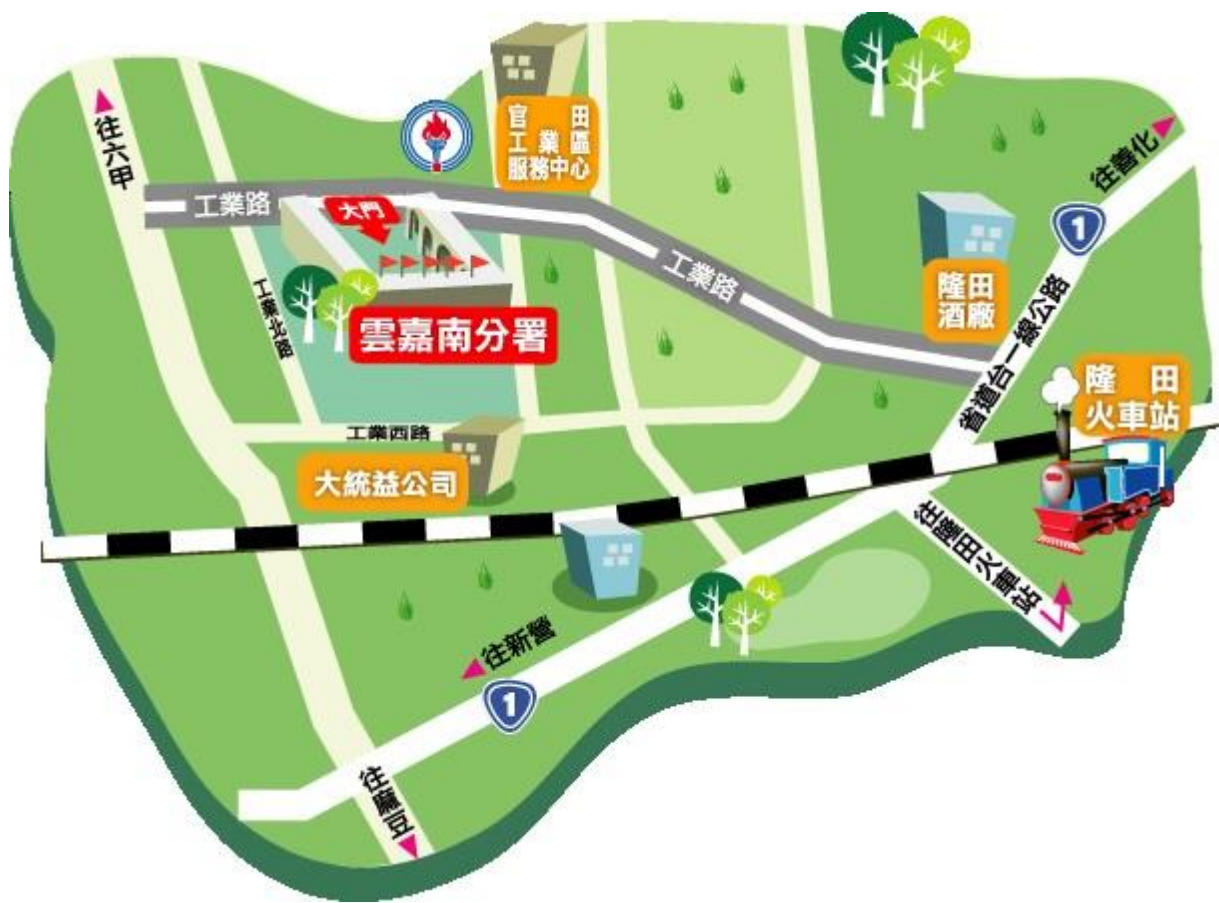 往六甲
官田
工業區
服務中心
往善化
工業路
大門
1
工業路
隆田
酒廠
工業北路
雲嘉南分署
省道台一線公路
隆田
火車站
工業西路
大統益公司
往隆田火車站
往新營
1
往麻豆